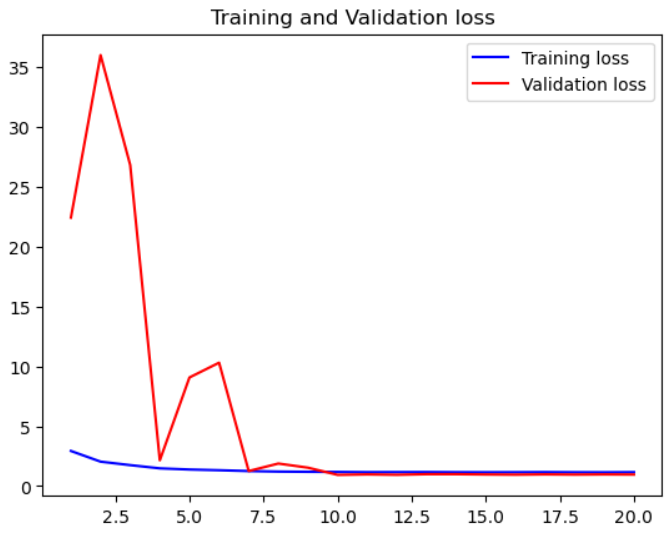 Training and Validation loss
Training loss
Validation loss
35
30
25
20
15
10
5
0
2.5 5.0 7.5 10.0 12.5 15.0 17.5 20.0